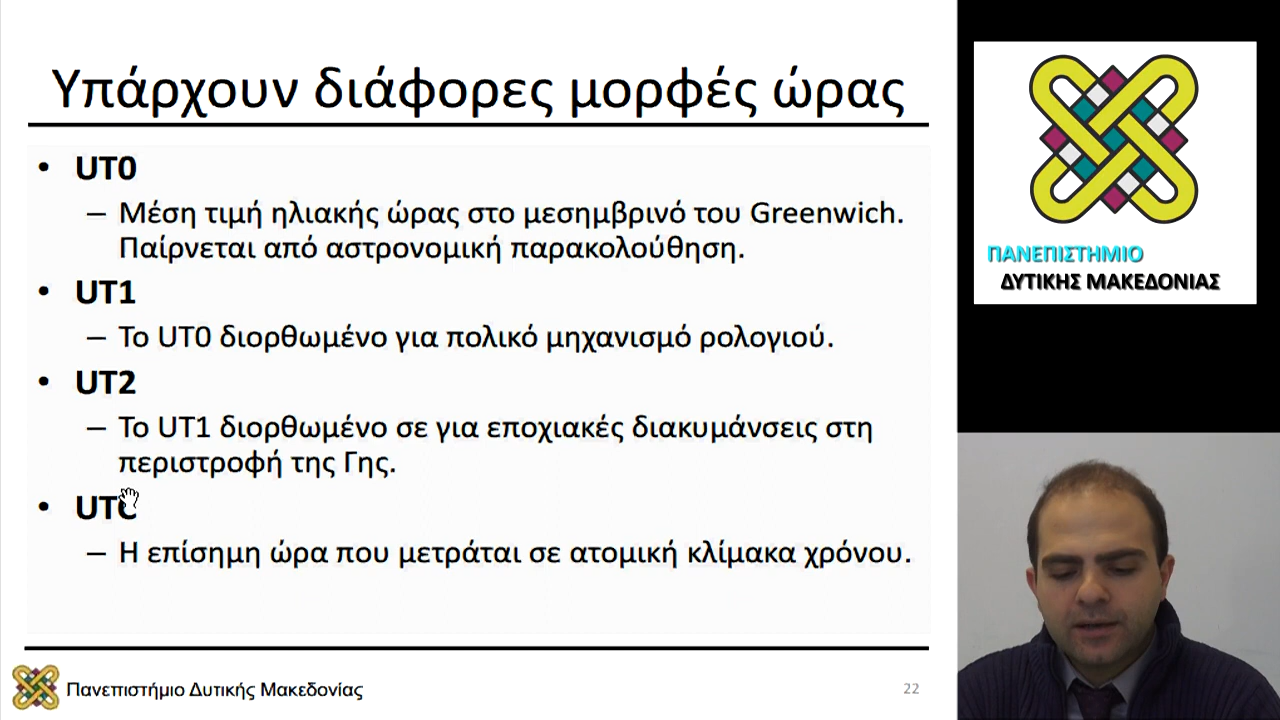 Υπάρχουν διάφορες μορφές ώρας
• UT0
– Μέση τιμή ηλιακής ώρας στο μεσημβρινό του Greenwich.
Παίρνεται από αστρονομική παρακολούθηση.
• UT1
– Το UT0 διορθωμένο για πολικό μηχανισμό ρολογιού.
• UT2
– Το UT1 διορθωμένο σε για εποχιακές διακυμάνσεις στη
περιστροφή της Γης.
• UTC
– Η επίσημη ώρα που μετράται σε ατομική κλίμακα χρόνου.
Πανεπιστήμιο Δυτικής Μακεδονίας
22
ΠΑΝΕΠΙΣΤΗΜΙΟ
ΔΥΤΙΚΗΣ ΜΑΚΕΔΟΝΙΑΣ